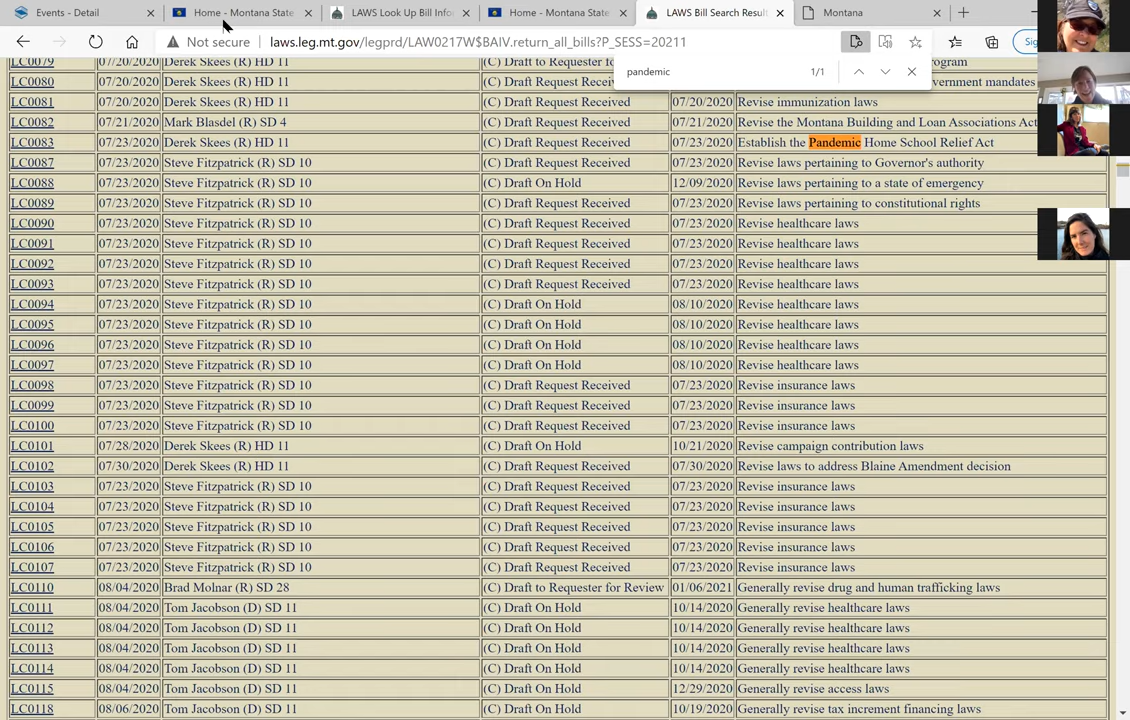 Events - Detail
Home - Montana State
LAWS Look Up Bill Info
Home - Montana State
LAWS Bill Search Result
Montana
Not secure laws.leg.mt.gov/legprd/LAW0217W$BAIV.return_all_bills?P_SESS=20211
pandemic 1/1
LC0079 07/20/2020 Derek Skees (R) HD 11 (C) Draft to Requester fo
LC0080 07/20/2020 Derek Skees (R) HD 11 (C) Draft Request Received vernment mandates
LC0081 07/20/2020 Derek Skees (R) HD 11 (C) Draft Request Received 07/20/2020 Revise immunization laws
LC0082 07/21/2020 Mark Blasdel (R) SD 4 (C) Draft Request Received 07/21/2020 Revise the Montana Building and Loan Associations Act
LC0083 07/23/2020 Derek Skees (R) HD 11 (C) Draft Request Received 07/23/2020 Establish the Pandemic Home School Relief Act
LC0087 07/23/2020 Steve Fitzpatrick (R) SD 10 (C) Draft Request Received 07/23/2020 Revise laws pertaining to Governor's authority
LC0088 07/23/2020 Steve Fitzpatrick (R) SD 10 (C) Draft On Hold 12/09/2020 Revise laws pertaining to a state of emergency
LC0089 07/23/2020 Steve Fitzpatrick (R) SD 10 (C) Draft Request Received 07/23/2020 Revise laws pertaining to constitutional rights
LC0090 07/23/2020 Steve Fitzpatrick (R) SD 10 (C) Draft Request Received 07/23/2020 Revise healthcare laws
LC0091 07/23/2020 Steve Fitzpatrick (R) SD 10 (C) Draft Request Received 07/23/2020 Revise healthcare laws
LC0092 07/23/2020 Steve Fitzpatrick (R) SD 10 (C) Draft Request Received 07/23/2020 Revise healthcare laws
LC0093 07/23/2020 Steve Fitzpatrick (R) SD 10 (C) Draft Request Received 07/23/2020 Revise healthcare laws
LC0094 07/23/2020 Steve Fitzpatrick (R) SD 10 (C) Draft On Hold 08/10/2020 Revise healthcare laws
LC0095 07/23/2020 Steve Fitzpatrick (R) SD 10 (C) Draft On Hold 08/10/2020 Revise healthcare laws
LC0096 07/23/2020 Steve Fitzpatrick (R) SD 10 (C) Draft On Hold 08/10/2020 Revise healthcare laws
LC0097 07/23/2020 Steve Fitzpatrick (R) SD 10 (C) Draft On Hold 08/10/2020 Revise healthcare laws
LC0098 07/23/2020 Steve Fitzpatrick (R) SD 10 (C) Draft Request Received 07/23/2020 Revise insurance laws
LC0099 07/23/2020 Steve Fitzpatrick (R) SD 10 (C) Draft Request Received 07/23/2020 Revise insurance laws
LC0100 07/23/2020 Steve Fitzpatrick (R) SD 10 (C) Draft Request Received 07/23/2020 Revise insurance laws
LC0101 07/28/2020 Derek Skees (R) HD 11 (C) Draft On Hold 10/21/2020 Revise campaign contribution laws
LC0102 07/30/2020 Derek Skees (R) HD 11 (C) Draft Request Received 07/30/2020 Revise laws to address Blaine Amendment decision
LC0103 07/23/2020 Steve Fitzpatrick (R) SD 10 (C) Draft Request Received 07/23/2020 Revise insurance laws
LC0104 07/23/2020 Steve Fitzpatrick (R) SD 10 (C) Draft Request Received 07/23/2020 Revise insurance laws
LC0105 07/23/2020 Steve Fitzpatrick (R) SD 10 (C) Draft Request Received 07/23/2020 Revise insurance laws
LC0106 07/23/2020 Steve Fitzpatrick (R) SD 10 (C) Draft Request Received 07/23/2020 Revise insurance laws
LC0107 07/23/2020 Steve Fitzpatrick (R) SD 10 (C) Draft Request Received 07/23/2020 Revise insurance laws
LC0110 08/04/2020 Brad Molnar (R) SD 28 (C) Draft to Requester for Review 01/06/2021 Generally revise drug and human trafficking laws
LC0111 08/04/2020 Tom Jacobson (D) SD 11 (C) Draft On Hold 10/14/2020 Generally revise healthcare laws
LC0112 08/04/2020 Tom Jacobson (D) SD 11 (C) Draft On Hold 10/14/2020 Generally revise healthcare laws
LC0113 08/04/2020 Tom Jacobson (D) SD 11 (C) Draft On Hold 10/14/2020 Generally revise healthcare laws
LC0114 08/04/2020 Tom Jacobson (D) SD 11 (C) Draft On Hold 10/14/2020 Generally revise healthcare laws
LC0115 08/04/2020 Tom Jacobson (D) SD 11 (C) Draft On Hold 12/29/2020 Generally revise access laws
LC0118 08/06/2020 Tom Jacobson (D) SD 11 (C) Draft On Hold 10/19/2020 Generally revise tax increment financing laws